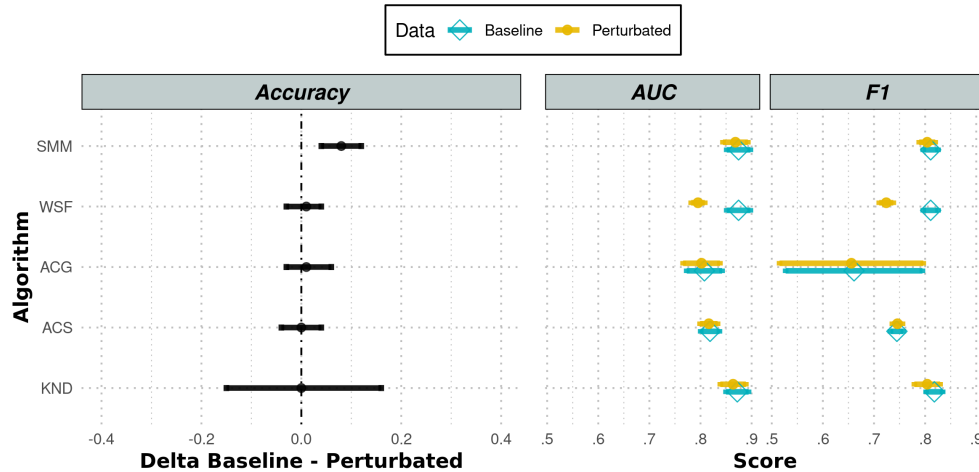 Data Baseline Perturbated
Accuracy AUC F1
Algorithm
SMM
WSF
ACG
ACS
KND
-0.4 -0.2 0.0 0.2 0.4 .5 .6 .7 .8 .9 .5 .6 .7 .8 .9
Delta Baseline - Perturbated Score